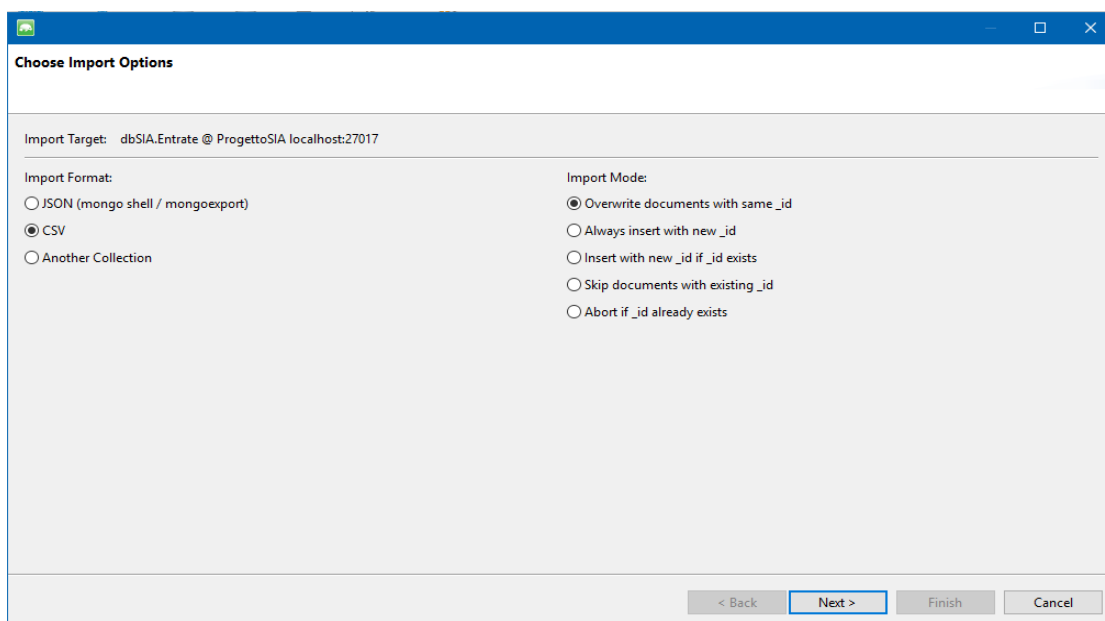 Choose Import Options
Import Target: dbSIA.Entrate @ ProgettoSIA localhost:27017
Import Format:
JSON (mongo shell / mongoexport)
CSV
Another Collection
Import Mode:
Overwrite documents with same _id
Always insert with new _id
Insert with new _id if _id exists
Skip documents with existing _id
Abort if _id already exists
< Back Next > Finish Cancel